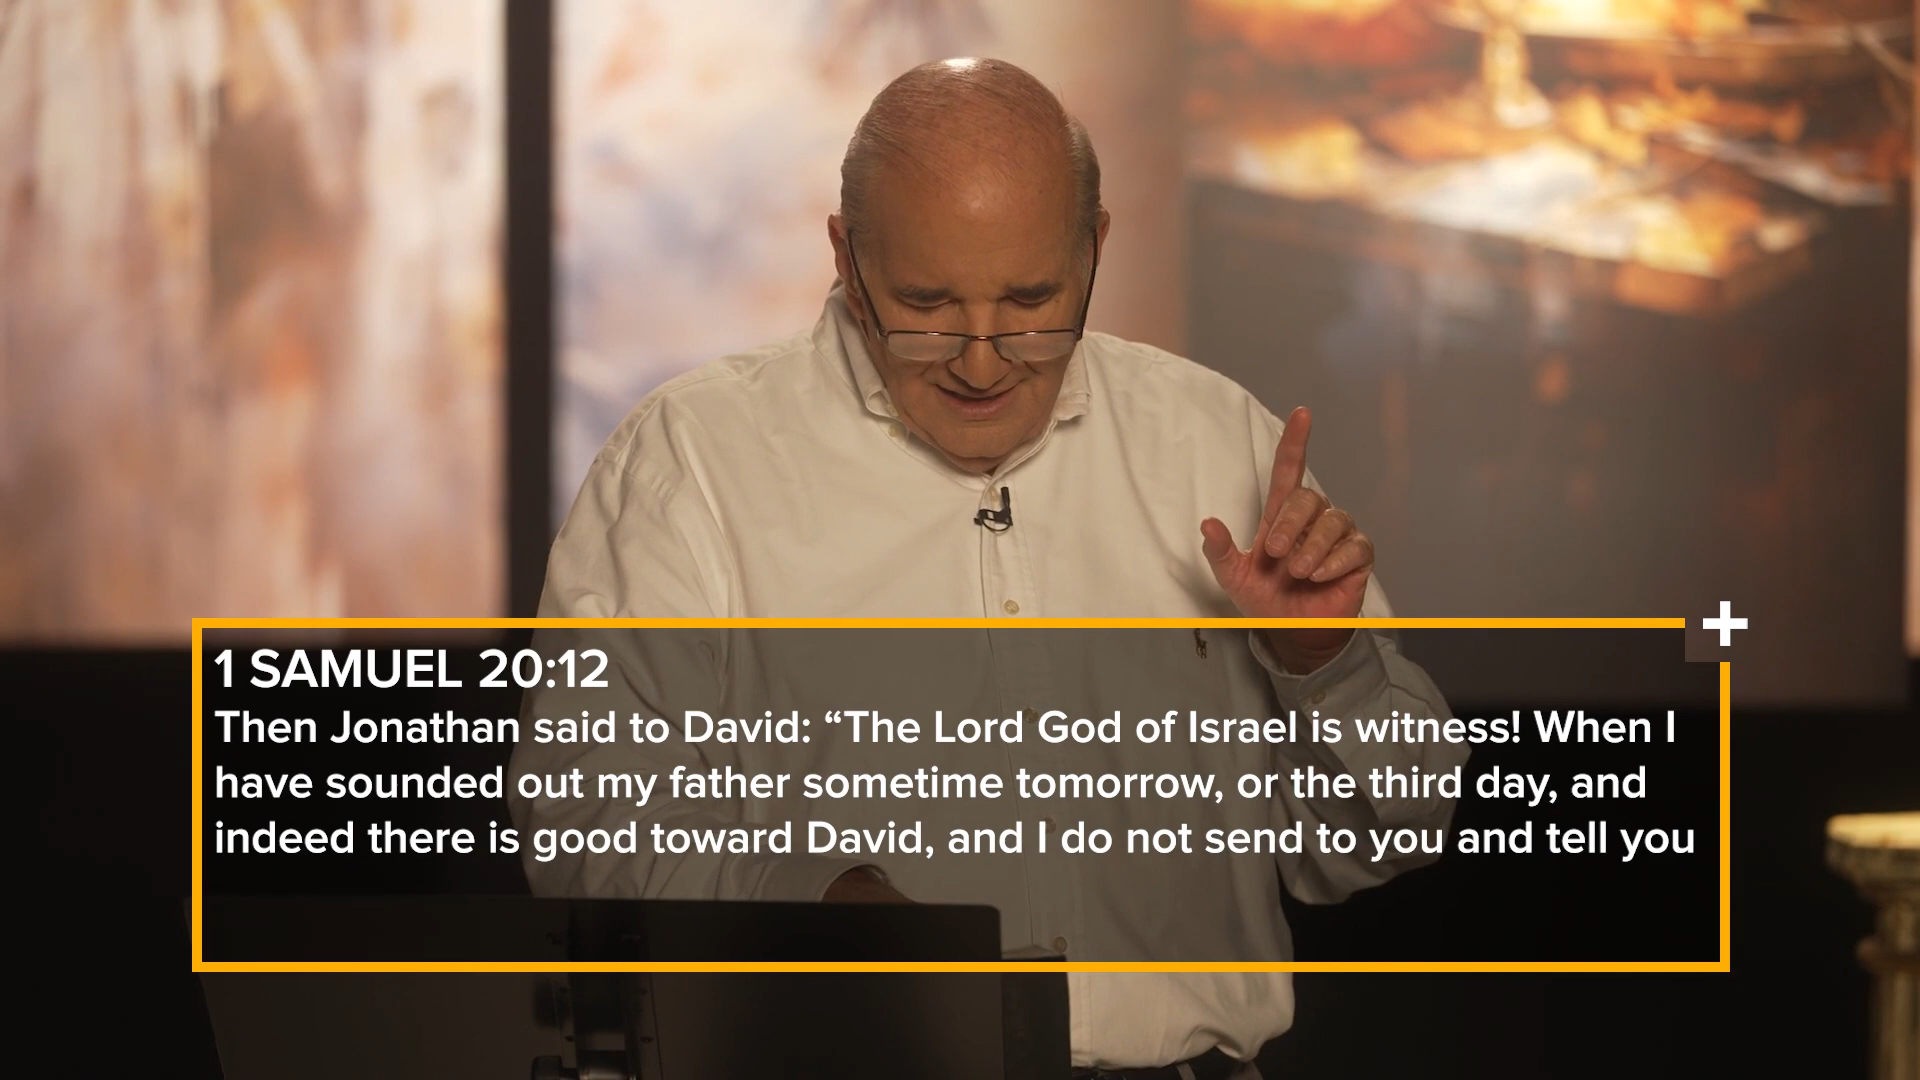 1 SAMUEL 20:12
Then Jonathan said to David: “The Lord God of Israel is witness! When I
have sounded out my father sometime tomorrow, or the third day, and
indeed there is good toward David, and I do not send to you and tell you